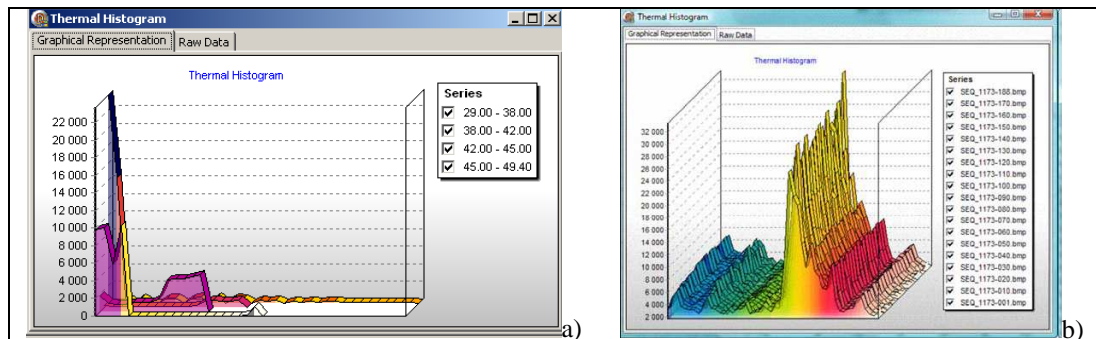 Thermal Histogram
Graphical Representation Raw Data
Thermal Histogram
22 000
20 000
18 000
16 000
14 000
12 000
10 000
8 000
6 000
4 000
2 000
0
Series
29.00 - 38.00
38.00 - 42.00
42.00 - 45.00
45.00 - 49.40
a)
Thermal Histogram
Graphical Representation Raw Data
Thermal Histogram
32 000
30 000
28 000
26 000
24 000
22 000
20 000
18 000
16 000
14 000
12 000
10 000
8 000
6 000
4 000
2 000
Series
SEQ_1173-188.bmp
SEQ_1173-170.bmp
SEQ_1173-160.bmp
SEQ_1173-150.bmp
SEQ_1173-140.bmp
SEQ_1173-130.bmp
SEQ_1173-120.bmp
SEQ_1173-110.bmp
SEQ_1173-100.bmp
SEQ_1173-090.bmp
SEQ_1173-080.bmp
SEQ_1173-070.bmp
SEQ_1173-060.bmp
SEQ_1173-050.bmp
SEQ_1173-040.bmp
SEQ_1173-030.bmp
SEQ_1173-020.bmp
SEQ_1173-010.bmp
SEQ_1173-001.bmp
b)